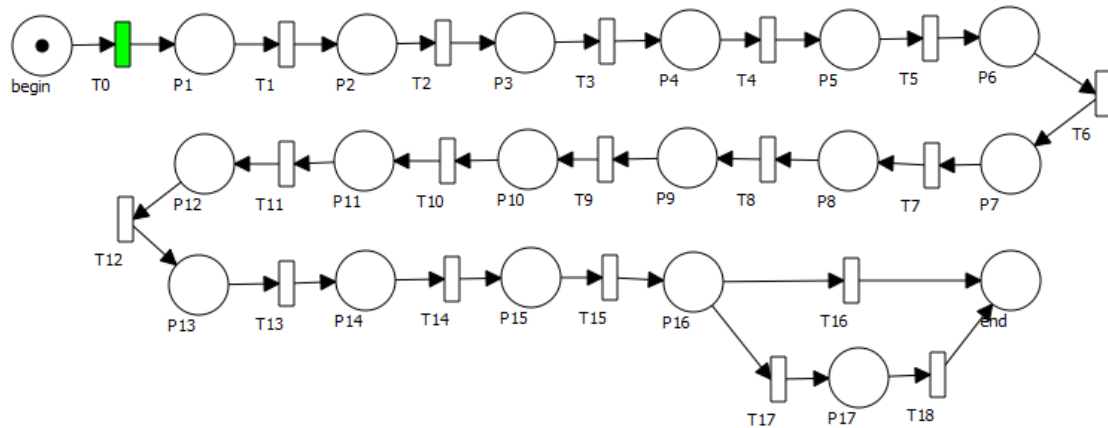 begin T0 P1 T1 P2 T2 P3 T3 P4 T4 P5 T5 P6
T6
P12 T11 P11 T10 P10 T9 P9 T8 P8 T7 P7
T12
P13 T13 P14 T14 P15 T15 P16 T16 end
T17 P17 T18